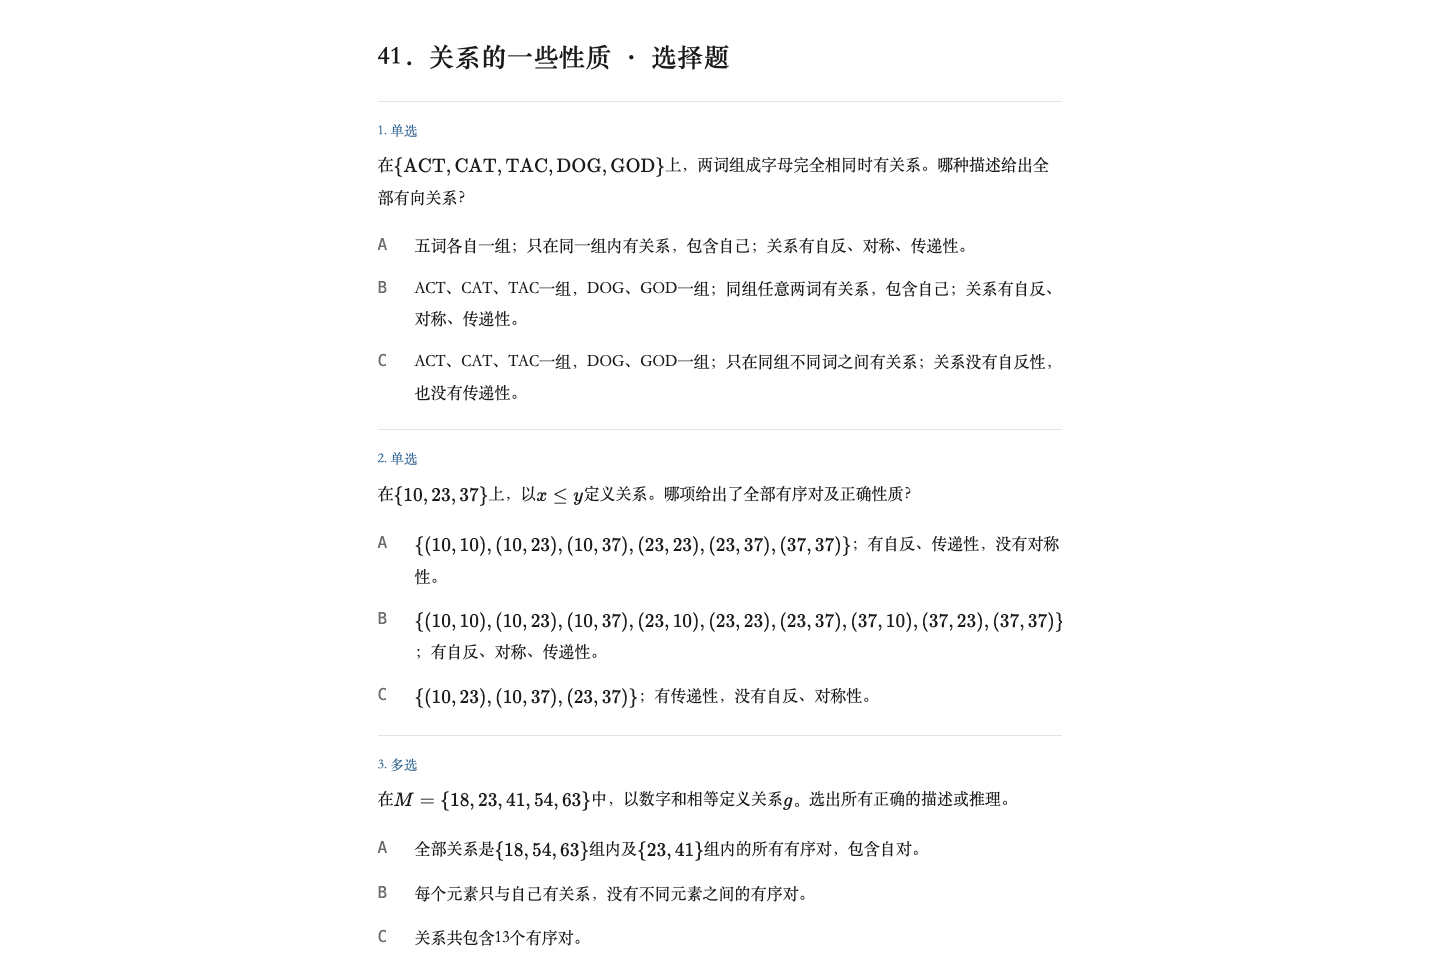 41．关系的一些性质 · 选择题
1. 单选
在{ACT, CAT, TAC, DOG, GOD}上，两词组成字母完全相同时有关系。哪种描述给出全
部有向关系？
A 五词各自一组；只在同一组内有关系，包含自己；关系有自反、对称、传递性。
B ACT、CAT、TAC一组，DOG、GOD一组；同组任意两词有关系，包含自己；关系有自反、
对称、传递性。
C ACT、CAT、TAC一组，DOG、GOD一组；只在同组不同词之间有关系；关系没有自反性，
也没有传递性。
2. 单选
在{10, 23, 37}上，以x ≤ y定义关系。哪项给出了全部有序对及正确性质？
A {(10, 10), (10, 23), (10, 37), (23, 23), (23, 37), (37, 37)}；有自反、传递性，没有对称
性。
B {(10, 10), (10, 23), (10, 37), (23, 10), (23, 23), (23, 37), (37, 10), (37, 23), (37, 37)}
；有自反、对称、传递性。
C {(10, 23), (10, 37), (23, 37)}；有传递性，没有自反、对称性。
3. 多选
在M = {18, 23, 41, 54, 63}中，以数字和相等定义关系g。选出所有正确的描述或推理。
A 全部关系是{18, 54, 63}组内及{23, 41}组内的所有有序对，包含自对。
B 每个元素只与自己有关系，没有不同元素之间的有序对。
C 关系共包含13个有序对。